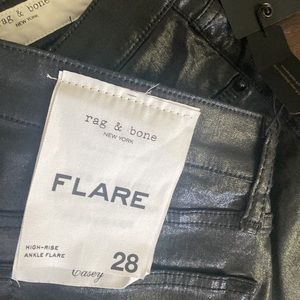 rag & bone
NEW YORK
rag & bone
NEW YORK
FLARE
HIGH-RISE
ANKLE FLARE
Casey
28